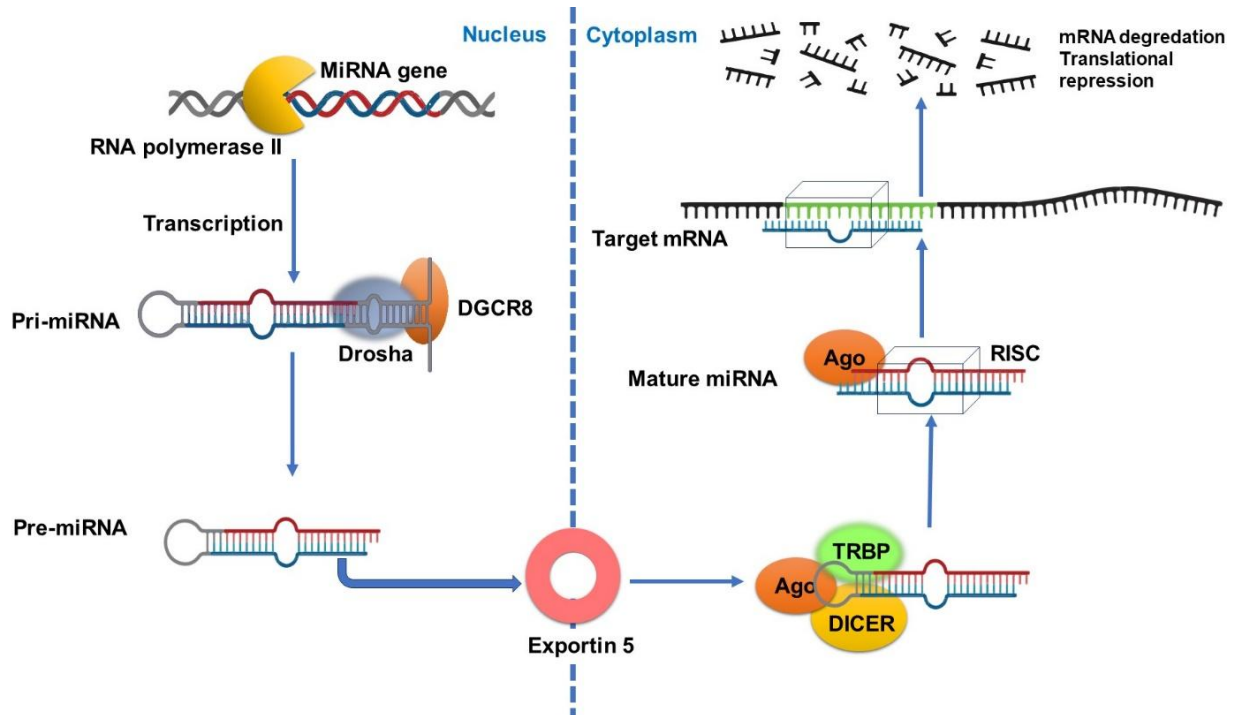 Nucleus
Cytoplasm
MiRNA gene
RNA polymerase II
Transcription
Pri-miRNA
DGCR8
Drosha
Pre-miRNA
Exportin 5
mRNA degredation
Translational
repression
Target mRNA
Ago
RISC
Mature miRNA
TRBP
Ago
DICER